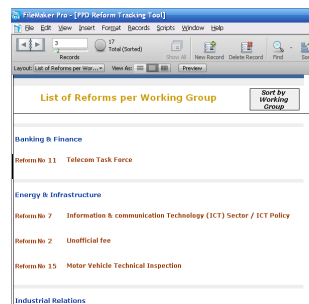 FileMaker Pro - [PPD Reform Tracking Tool]
File Edit View Insert Format Records Scripts Window Help
3
2
17
Total (Sorted)
Records
Show All New Record Delete Record Find
Layout: List of Reforms per Wor... View As: Preview
List of Reforms per Working Group
Sort by
Working
Group
Banking & Finance
Reform No 11 Telecom Task Force
Energy & Infrastructure
Reform No 7 Information & communication Technology (ICT) Sector / ICT Policy
Reform No 2 Unofficial fee
Reform No 15 Motor Vehicle Technical Inspection
Industrial Relations